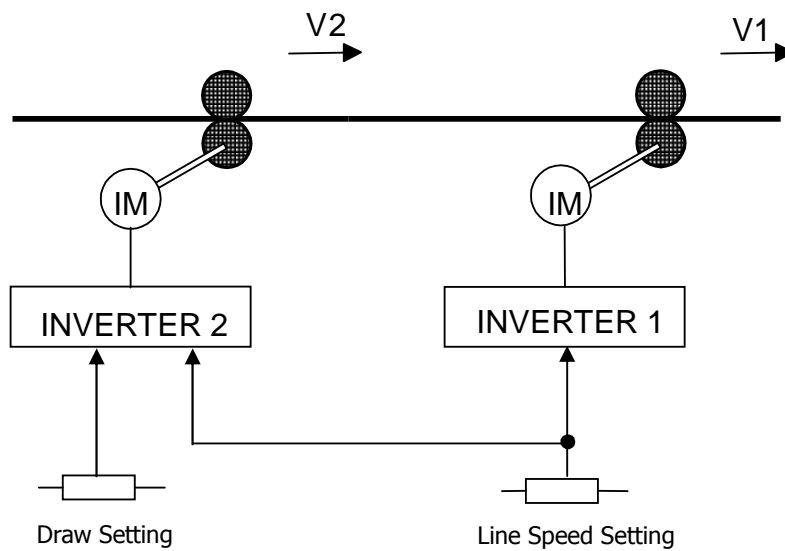 V2
V1
IM
IM
INVERTER 2
INVERTER 1
Draw Setting
Line Speed Setting